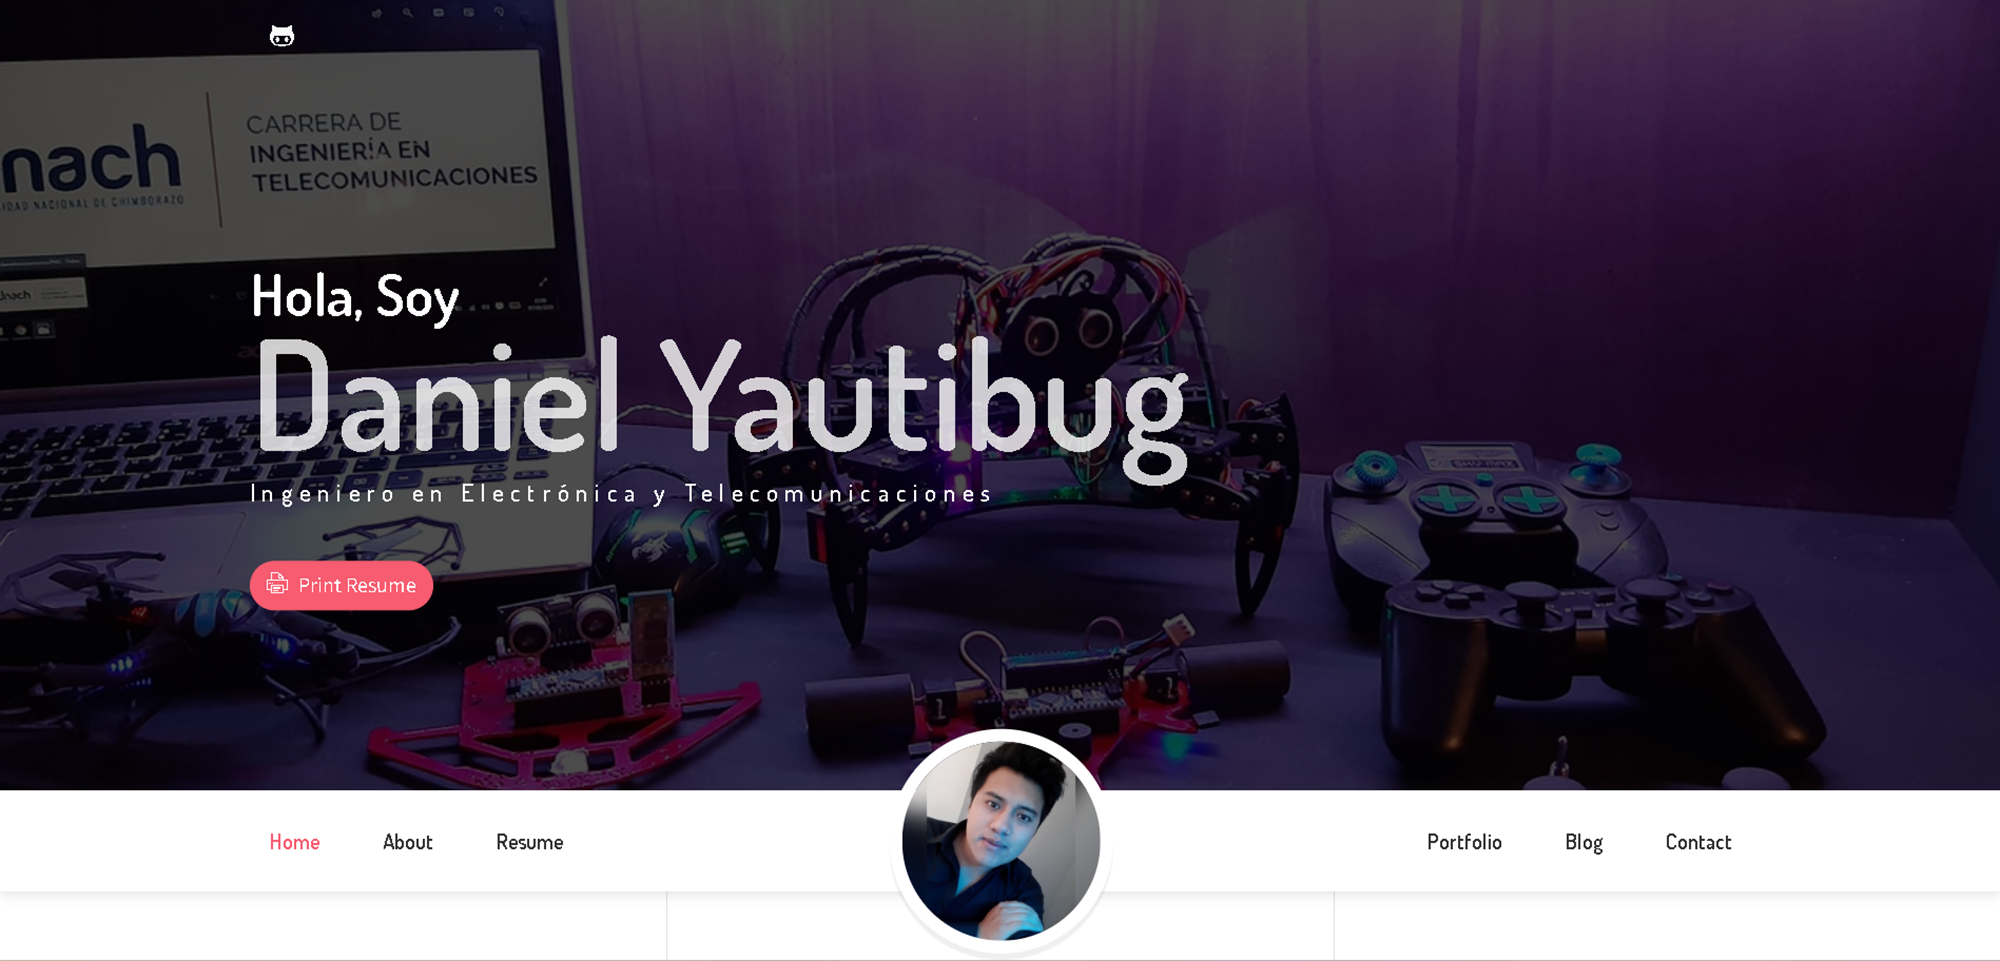 nach
IDAD NACIONAL DE CHIMBORAZO
CARRERA DE
INGENIERÍA EN
TELECOMUNICACIONES
Hola, Soy
Daniel Yautibug
Ingeniero en Electrónica y Telecomunicaciones
Print Resume
Home
About
Resume
Portfolio
Blog
Contact